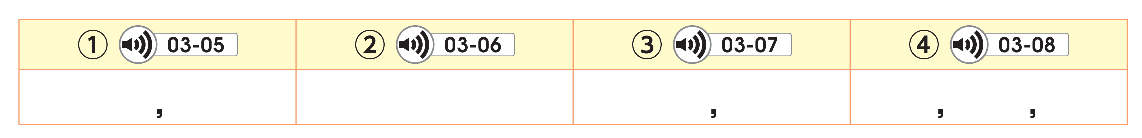 ① 03-05 ② 03-06 ③ 03-07 ④ 03-08
, , , ,